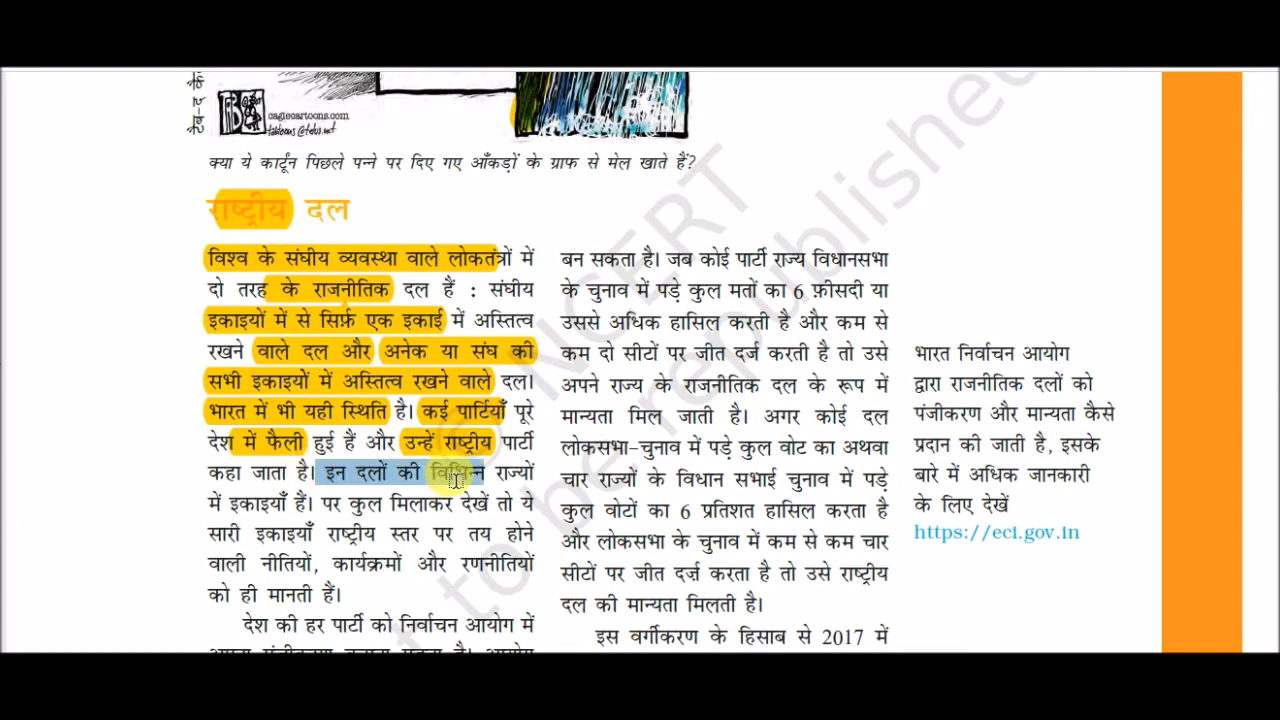 caglecartoons.com
क्या ये कार्टून पिछले पन्ने पर दिए गए आँकड़ों के ग्राफ से मेल खाते हैं?
राष्ट्रीय दल
विश्व के संघीय व्यवस्था वाले लोकतंत्रों में
दो तरह के राजनीतिक दल हैं : संघीय
इकाइयों में से सिर्फ़ एक इकाई में अस्तित्व
रखने वाले दल और अनेक या संघ की
सभी इकाइयों में अस्तित्व रखने वाले दल।
भारत में भी यही स्थिति है। कई पार्टियाँ पूरे
देश में फैली हुई हैं और उन्हें राष्ट्रीय पार्टी
कहा जाता है। इन दलों की विभिन्न राज्यों
में इकाइयाँ हैं। पर कुल मिलाकर देखें तो ये
सारी इकाइयाँ राष्ट्रीय स्तर पर तय होने
वाली नीतियों, कार्यक्रमों और रणनीतियों
को ही मानती हैं।
देश की हर पार्टी को निर्वाचन आयोग में
बन सकता है। जब कोई पार्टी राज्य विधानसभा
के चुनाव में पड़े कुल मतों का 6 फ़ीसदी या
उससे अधिक हासिल करती है और कम से
कम दो सीटों पर जीत दर्ज करती है तो उसे
अपने राज्य के राजनीतिक दल के रूप में
मान्यता मिल जाती है। अगर कोई दल
लोकसभा-चुनाव में पड़े कुल वोट का अथवा
चार राज्यों के विधान सभाई चुनाव में पड़े
कुल वोटों का 6 प्रतिशत हासिल करता है
और लोकसभा के चुनाव में कम से कम चार
सीटों पर जीत दर्ज़ करता है तो उसे राष्ट्रीय
दल की मान्यता मिलती है।
इस वर्गीकरण के हिसाब से 2017 में
भारत निर्वाचन आयोग
द्वारा राजनीतिक दलों को
पंजीकरण और मान्यता कैसे
प्रदान की जाती है, इसके
बारे में अधिक जानकारी
के लिए देखें
https://eci.gov.in
© NCERT
to be republished